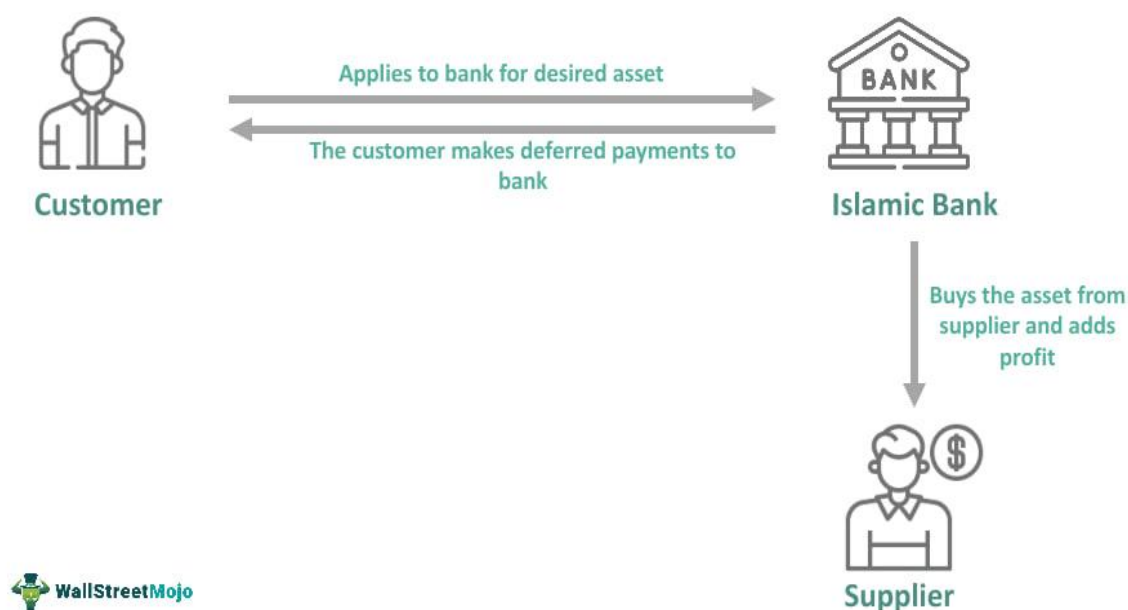 Applies to bank for desired asset
BANK
The customer makes deferred payments to
bank
Customer
Islamic Bank
Buys the asset from
supplier and adds
profit
$
Supplier
WallStreetMojo